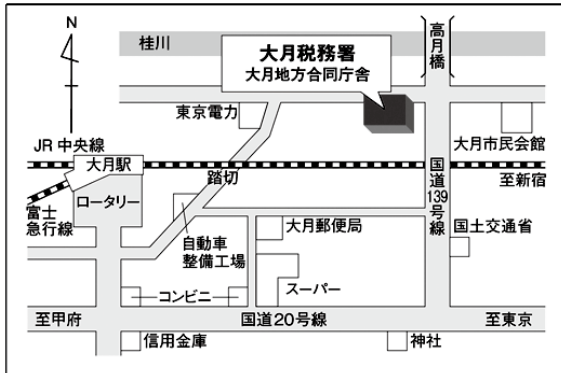 N
桂川
大月税務署
大月地方合同庁舎
高月橋
東京電力
JR中央線
大月駅
大月市民会館
踏切
至新宿
ロータリー
富士
急行線
国道139号線
自動車
整備工場
大月郵便局
国土交通省
コンビニ
スーパー
至甲府
国道20号線
至東京
信用金庫
神社